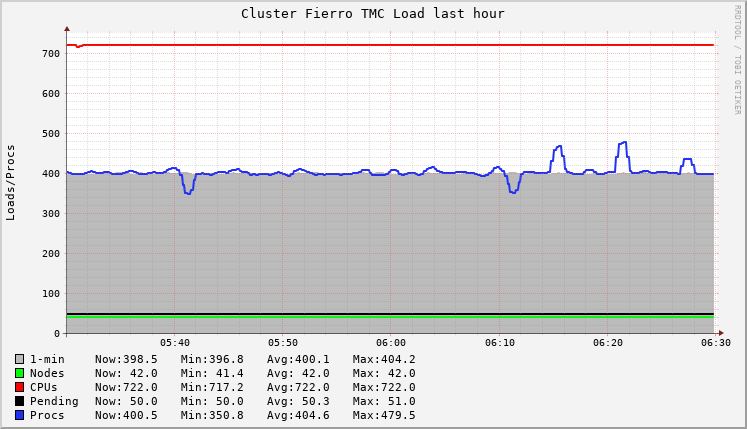 Cluster Fierro TMC Load last hour
RRDTOOL / TOBI OETIKER
Loads/Procs
700
600
500
400
300
200
100
0
05:40 05:50 06:00 06:10 06:20 06:30
1-min Now:398.5 Min:396.8 Avg:400.1 Max:404.2
Nodes Now: 42.0 Min: 41.4 Avg: 42.0 Max: 42.0
CPUs Now:722.0 Min:717.2 Avg:722.0 Max:722.0
Pending Now: 50.0 Min: 50.0 Avg: 50.3 Max: 51.0
Procs Now:400.5 Min:350.8 Avg:404.6 Max:479.5